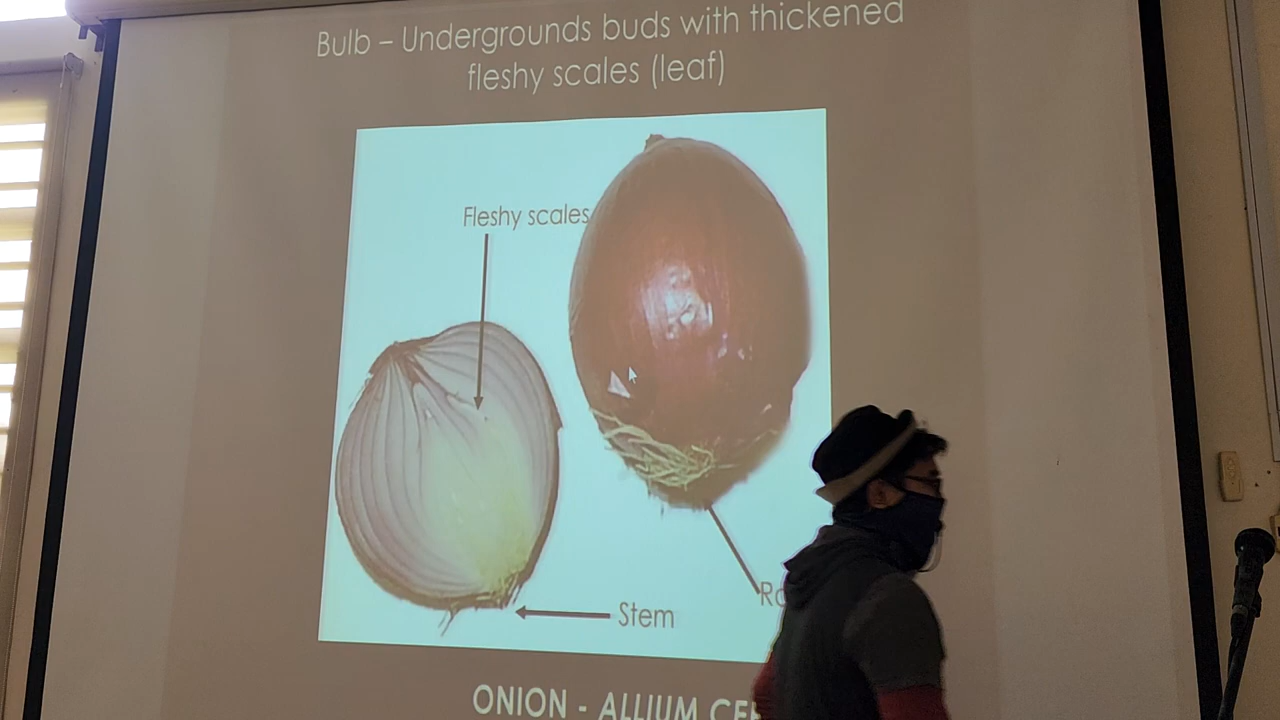 Bulb – Undergrounds buds with thickened
fleshy scales (leaf)
Fleshy scales
Stem
ONION - ALLIUM